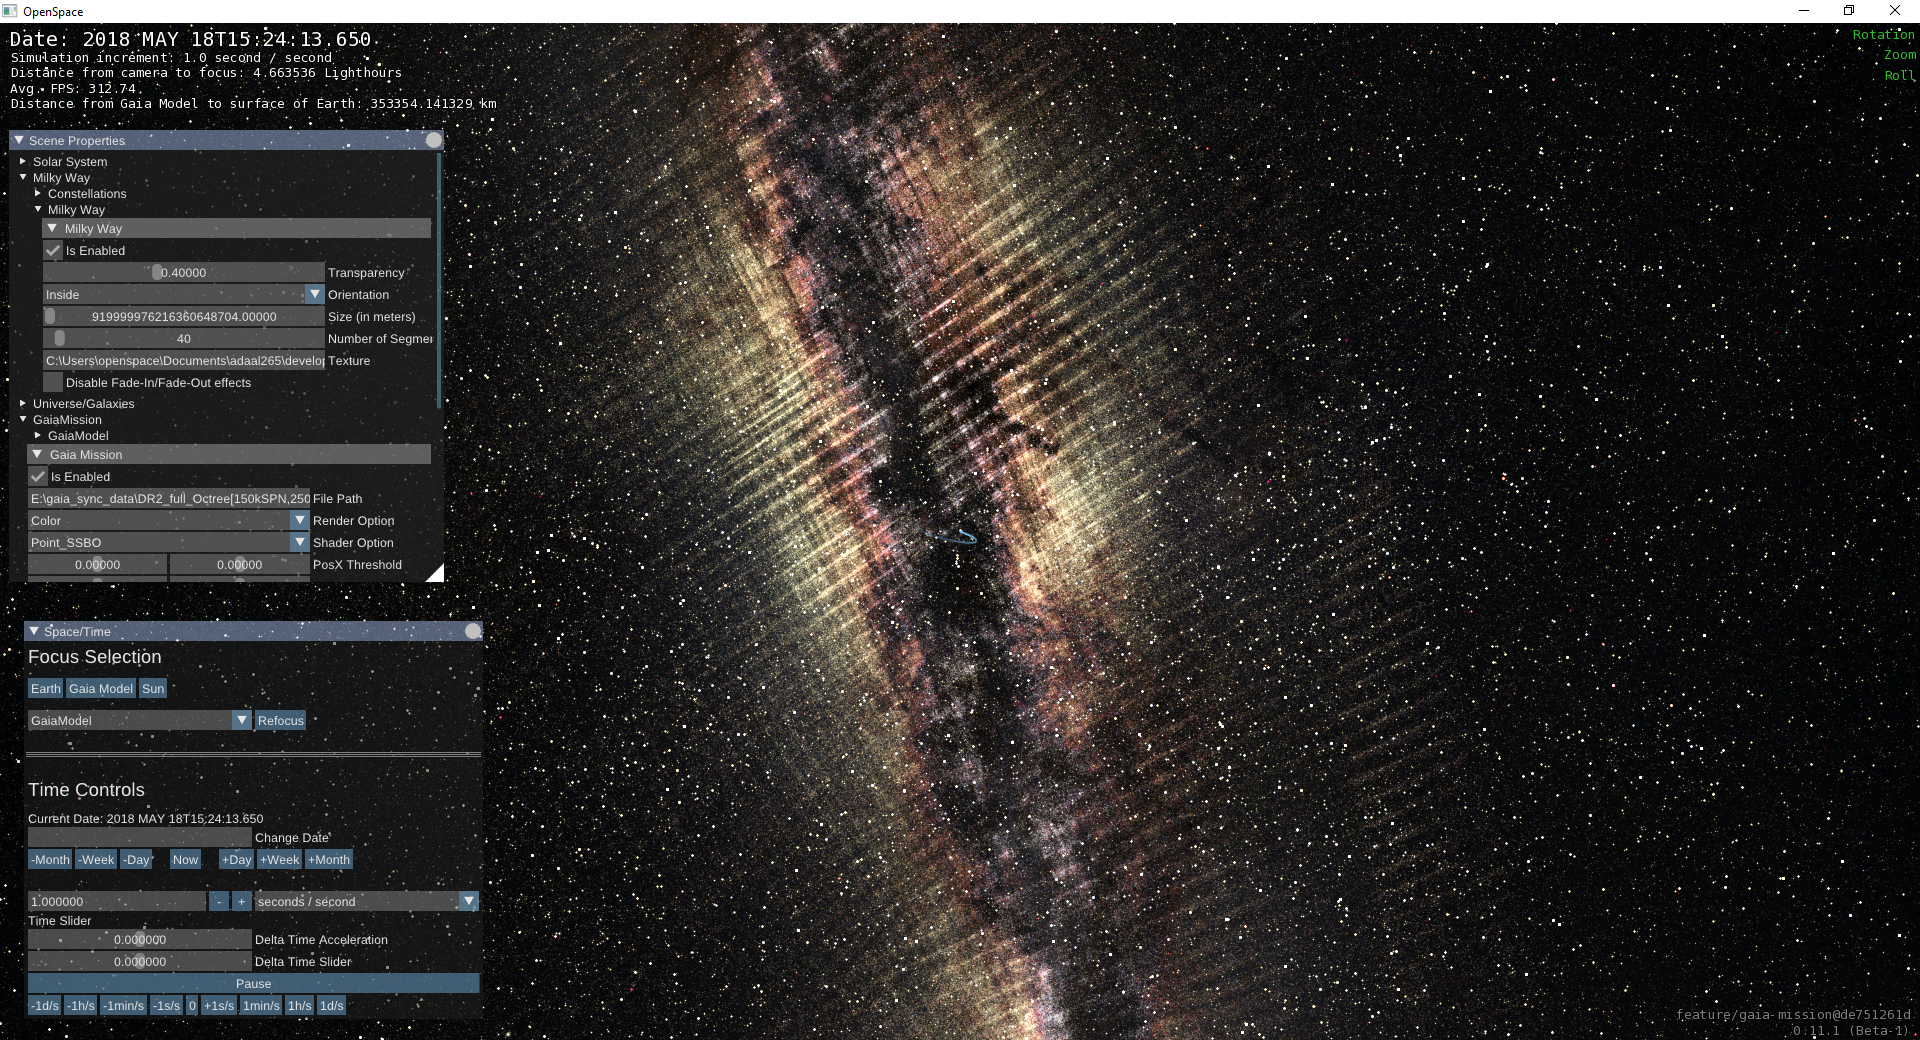 OpenSpace
Date: 2018 MAY 18T15:24:13.650
Simulation increment: 1.0 second / second
Distance from camera to focus: 4.663536 Lighthours
Avg. FPS: 312.74
Distance from Gaia Model to surface of Earth: 353354.141329 km
Rotation
Zoom
Roll
Scene Properties
Solar System
Milky Way
Constellations
Milky Way
Milky Way
Is Enabled
0.40000 Transparency
Inside Orientation
919999976216360648704.00000 Size (in meters)
40 Number of Segmen
C:\Users\openspace\Documents\adaal265\develop Texture
Disable Fade-In/Fade-Out effects
Universe/Galaxies
GaiaMission
GaiaModel
Gaia Mission
Is Enabled
E:\gaia_sync_data\DR2_full_Octree[150kSPN,250 File Path
Color Render Option
Point_SSBO Shader Option
0.00000 0.00000 PosX Threshold
Space/Time
Focus Selection
Earth Gaia Model Sun
GaiaModel Refocus
Time Controls
Current Date: 2018 MAY 18T15:24:13.650
Change Date
-Month -Week -Day Now +Day +Week +Month
1.000000 - + seconds / second
Time Slider
0.000000 Delta Time Acceleration
0.000000 Delta Time Slider
Pause
-1d/s -1h/s -1min/s -1s/s 0 +1s/s 1min/s 1h/s 1d/s
feature/gaia-mission@de751261d
0.11.1 (Beta-1)